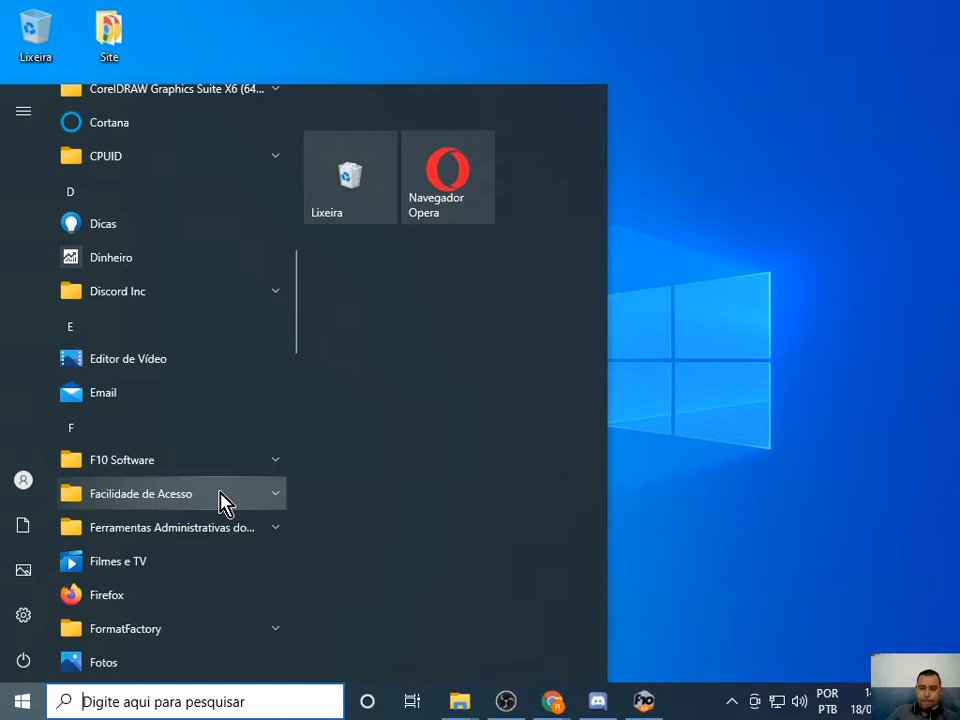 Lixeira
Site
CorelDRAW Graphics Suite X6 (64...
Cortana
CPUID
D
Dicas
Dinheiro
Discord Inc
E
Editor de Vídeo
Email
F
F10 Software
Facilidade de Acesso
Ferramentas Administrativas do...
Filmes e TV
Firefox
FormatFactory
Fotos
Lixeira
Navegador
Opera
Digite aqui para pesquisar
F10
POR
PTB
18/0